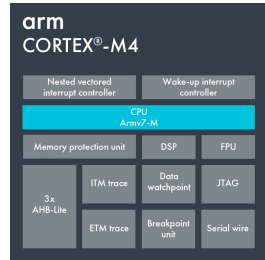 arm
CORTEX®-M4
Nested vectored
interrupt controller
Wake-up interrupt
controller
CPU
Armv7-M
Memory protection unit
DSP
FPU
3x
AHB-Lite
ITM trace
Data
watchpoint
JTAG
ETM trace
Breakpoint
unit
Serial wire